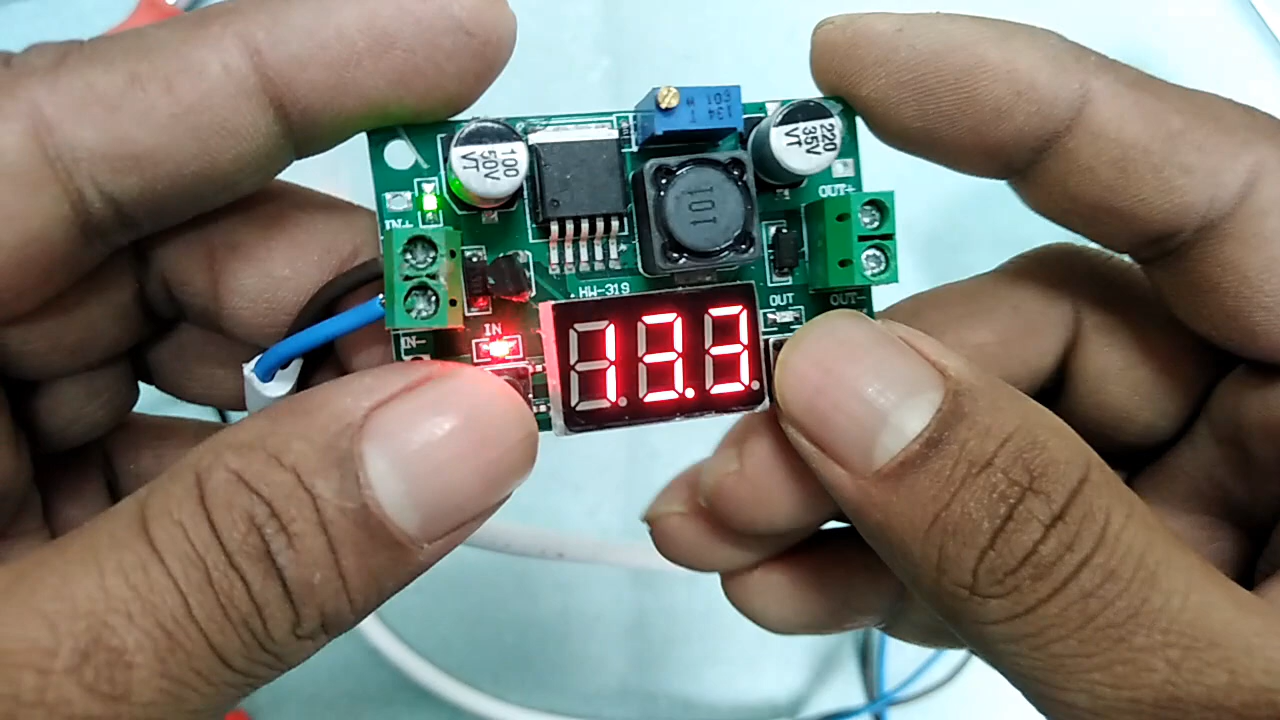 100
50V
VT
220
35V
VT
101
OUT+
IN+
HW-319
OUT
OUT-
IN
IN-
13.3